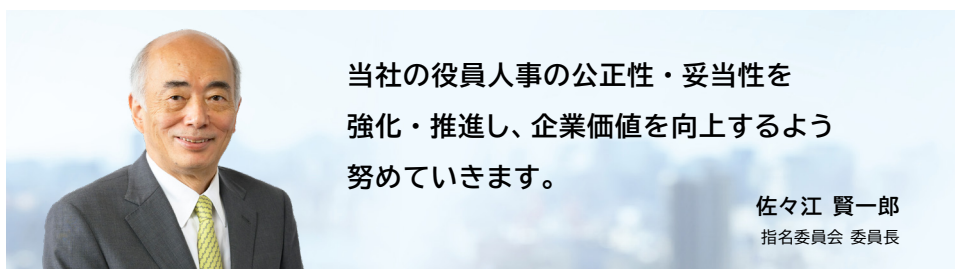 当社の役員人事の公正性・妥当性を
強化・推進し、企業価値を向上するよう
努めていきます。
佐々江 賢一郎
指名委員会 委員長